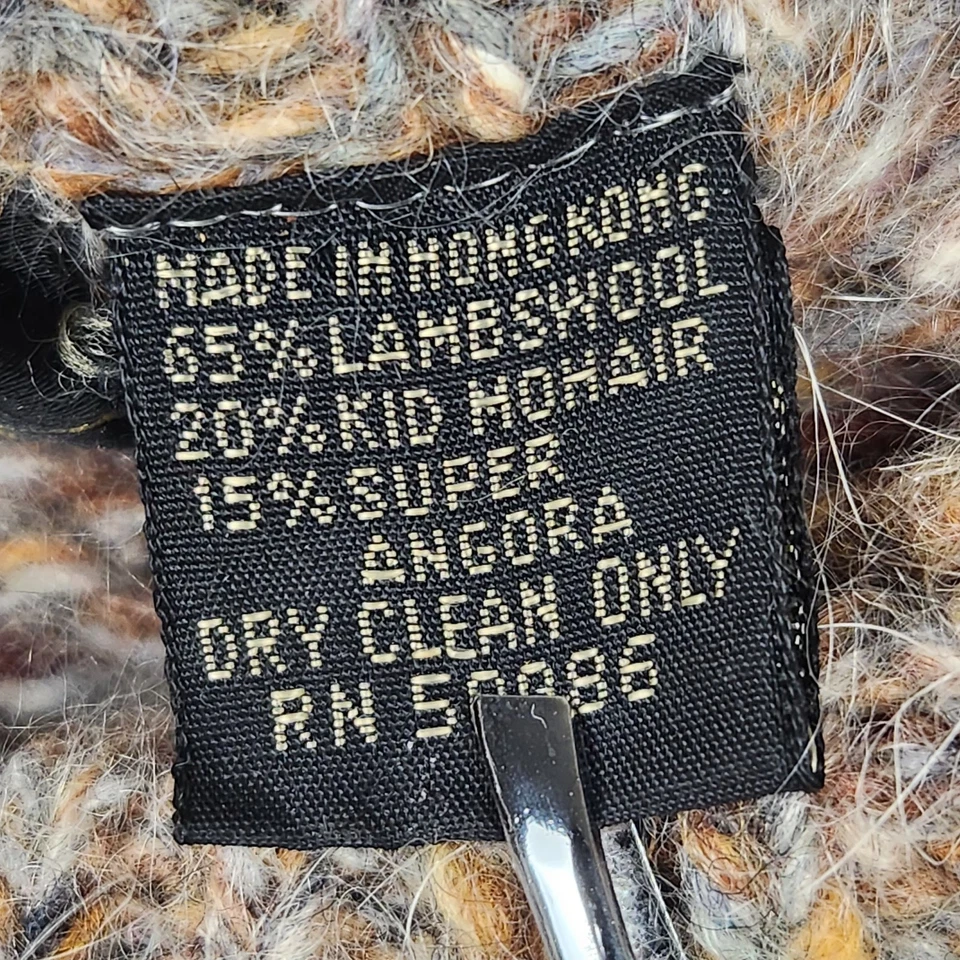 MADE IN HONG KONG
65% LAMBSWOOL
20% KID MOHAIR
15% SUPER
ANGORA
DRY CLEAN ONLY
RN